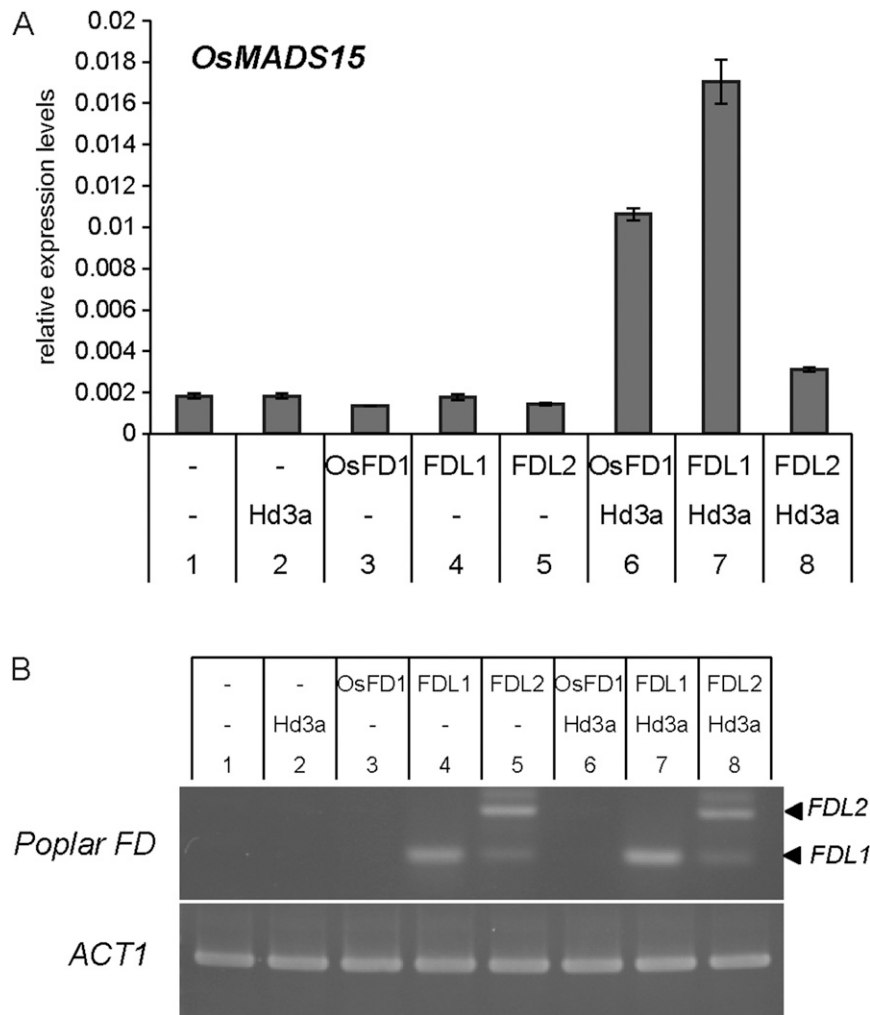 A
OsMADS15
relative expression levels
0.02
0.018
0.016
0.014
0.012
0.01
0.008
0.006
0.004
0.002
0
- - OsFD1 FDL1 FDL2 OsFD1 FDL1 FDL2
- Hd3a - - - Hd3a Hd3a Hd3a
1 2 3 4 5 6 7 8
B
- - OsFD1 FDL1 FDL2 OsFD1 FDL1 FDL2
- Hd3a - - - Hd3a Hd3a Hd3a
1 2 3 4 5 6 7 8
Poplar FD
FDL2
FDL1
ACT1